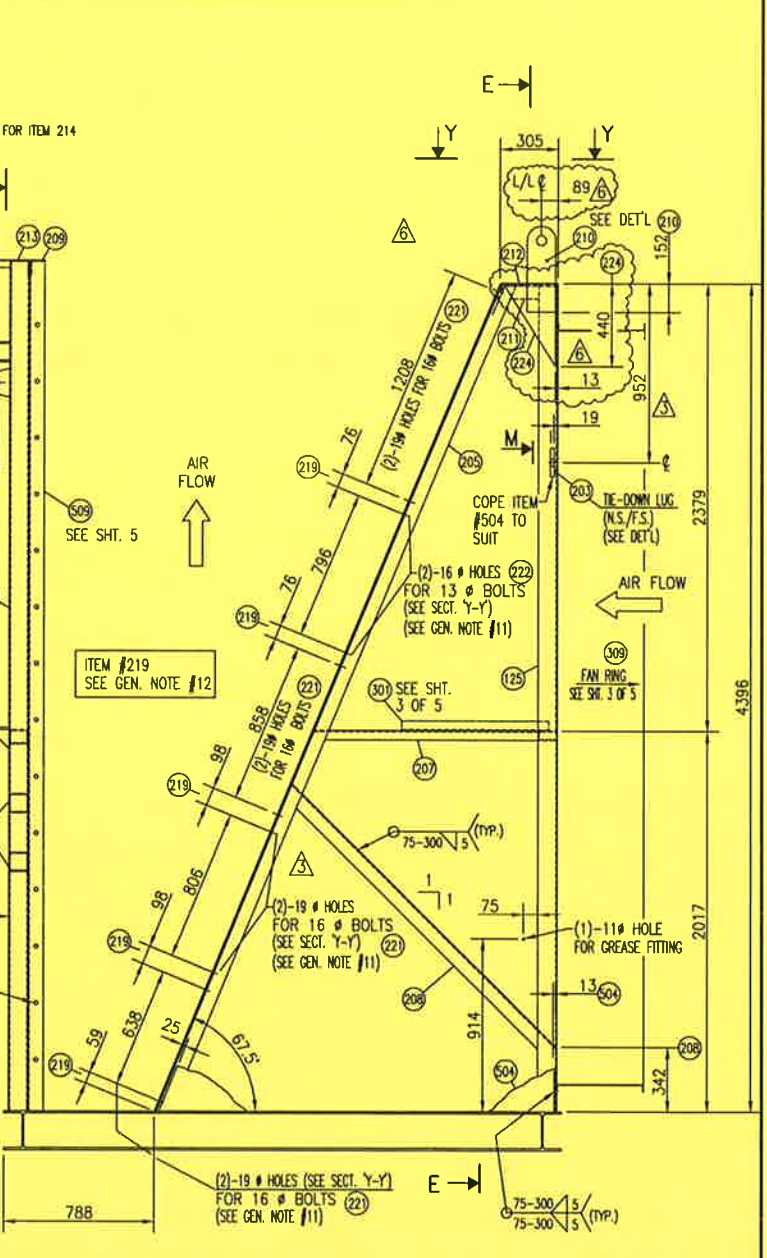 E
FOR ITEM 214
Y
Y
305
L/L ℄
89
6
SEE DET'L
210
213
209
6
212
210
224
152
221
(2)-19ø HOLES FOR 16ø BOLTS
1208
211
224
440
6
952
3
13
19
76
219
M
℄
205
AIR
FLOW
509
SEE SHT. 5
COPE ITEM
#504 TO
SUIT
203
TIE-DOWN LUG
(N.S./F.S.)
(SEE DET'L)
2379
796
76
(2)-16 ø HOLES
222
FOR 13 ø BOLTS
(SEE SECT. 'Y-Y')
(SEE GEN. NOTE #11)
AIR FLOW
219
ITEM #219
SEE GEN. NOTE #12
221
(2)-19ø HOLES
FOR 16ø BOLTS
858
301
SEE SHT.
3 OF 5
125
309
FAN RING
SEE SHT. 3 OF 5
4396
98
219
207
75-300
5
(TYP.)
3
1
1
806
98
(2)-19 ø HOLES
FOR 16 ø BOLTS
(SEE SECT. 'Y-Y')
221
(SEE GEN. NOTE #11)
75
(1)-11ø HOLE
FOR GREASE FITTING
2017
219
208
914
13
504
638
25
67.5°
59
219
504
208
342
(2)-19 ø HOLES (SEE SECT. 'Y-Y')
FOR 16 ø BOLTS
221
(SEE GEN. NOTE #11)
E
788
75-300
5
75-300
5
(TYP.)